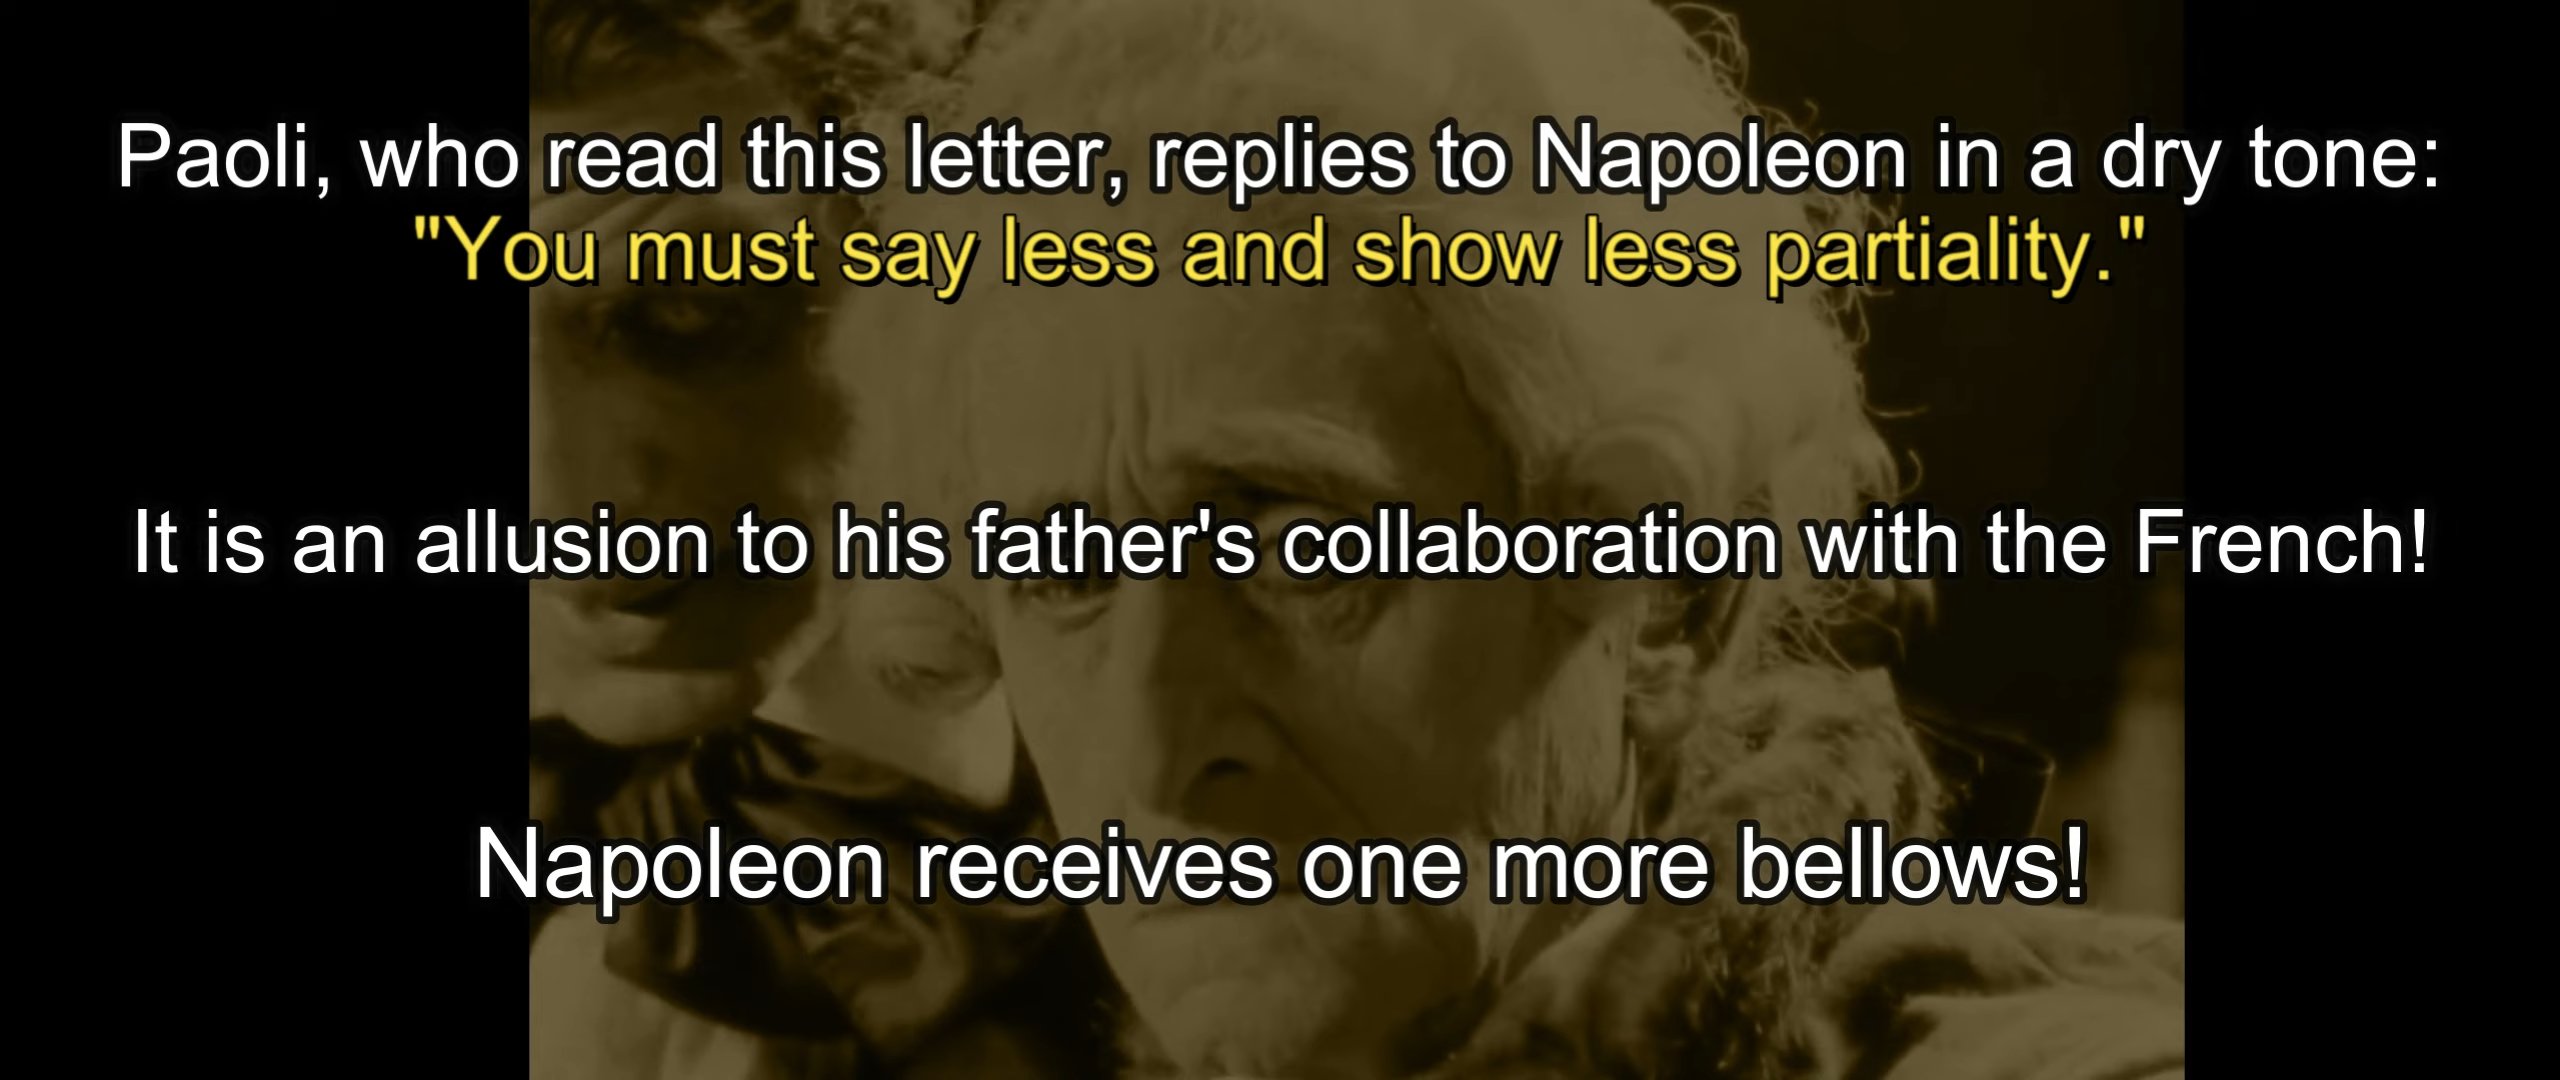 Paoli, who read this letter, replies to Napoleon in a dry tone:
"You must say less and show less partiality."
It is an allusion to his father's collaboration with the French!
Napoleon receives one more bellows!